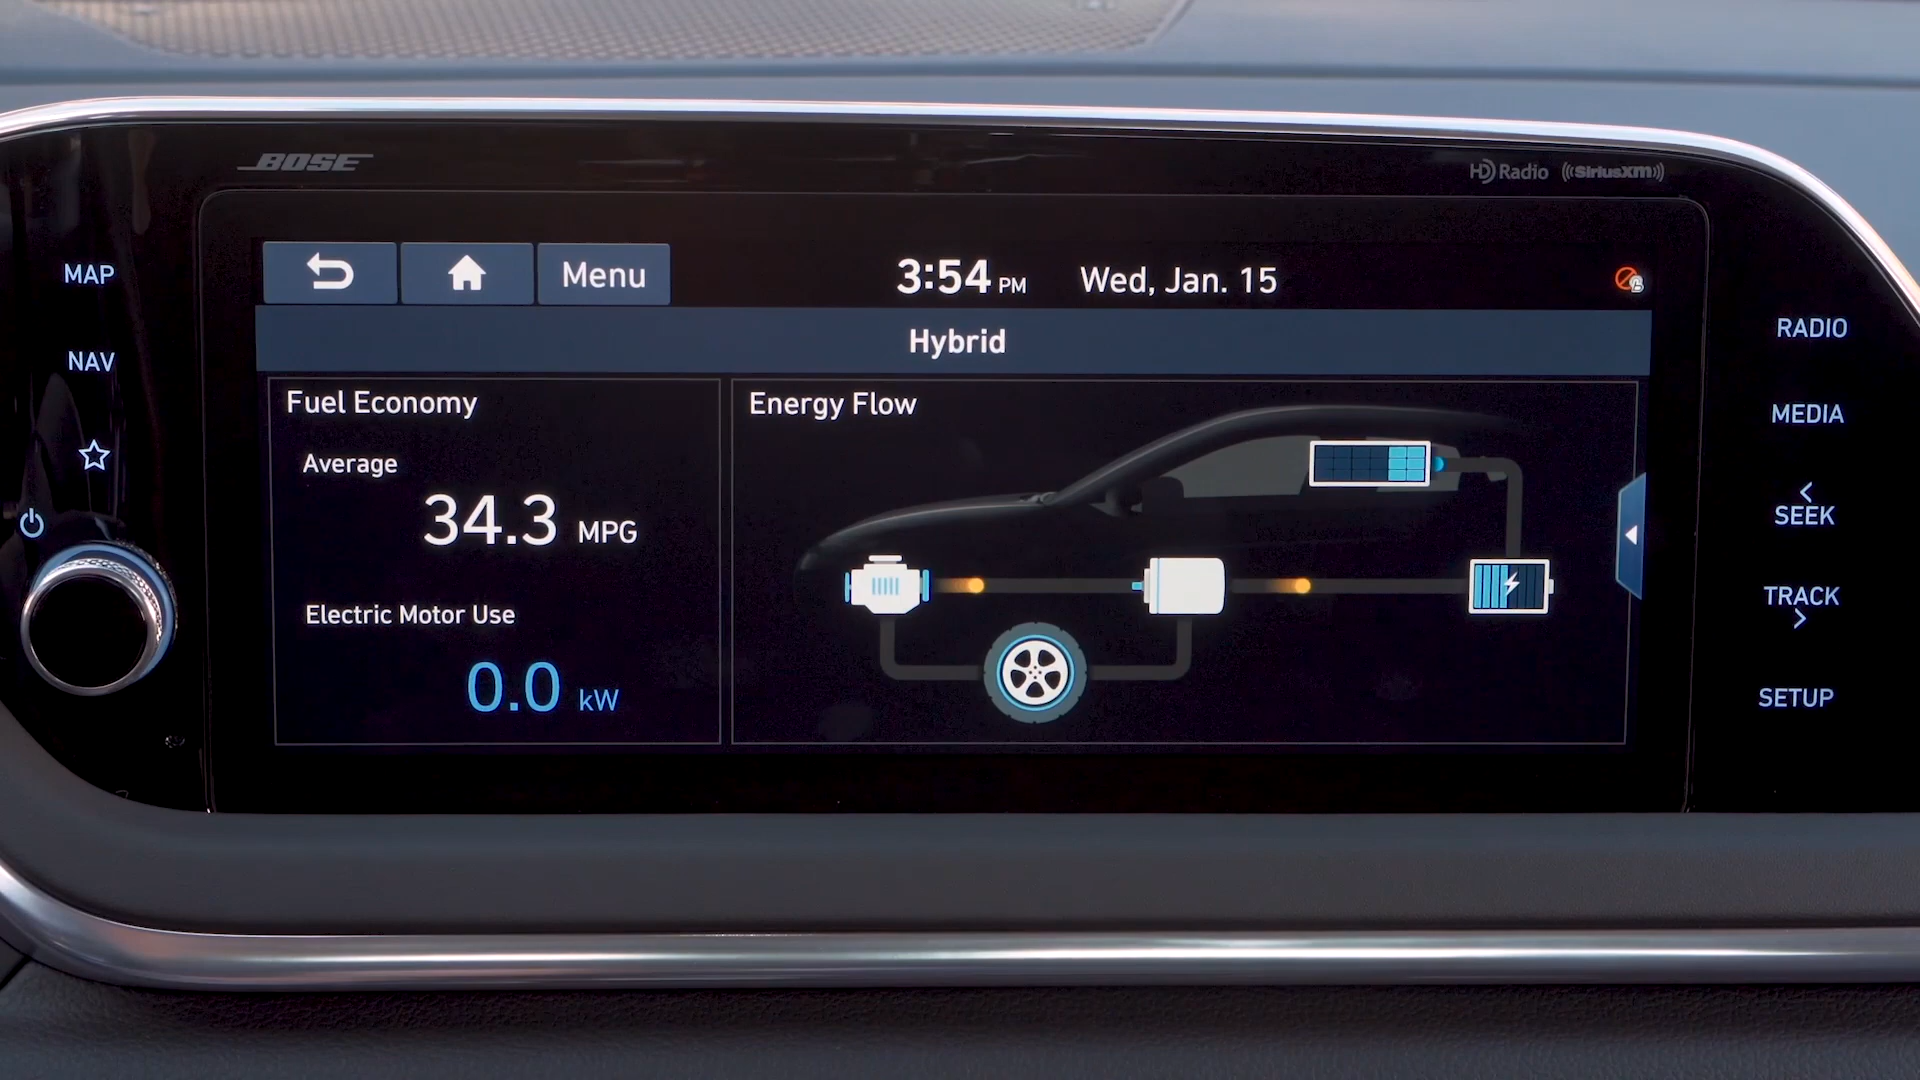 BOSE
HD Radio
SiriusXM
MAP
NAV
Menu
3:54 PM
Wed, Jan. 15
Hybrid
Fuel Economy
Average
34.3 MPG
Electric Motor Use
0.0 kW
Energy Flow
RADIO
MEDIA
SEEK
TRACK
SETUP